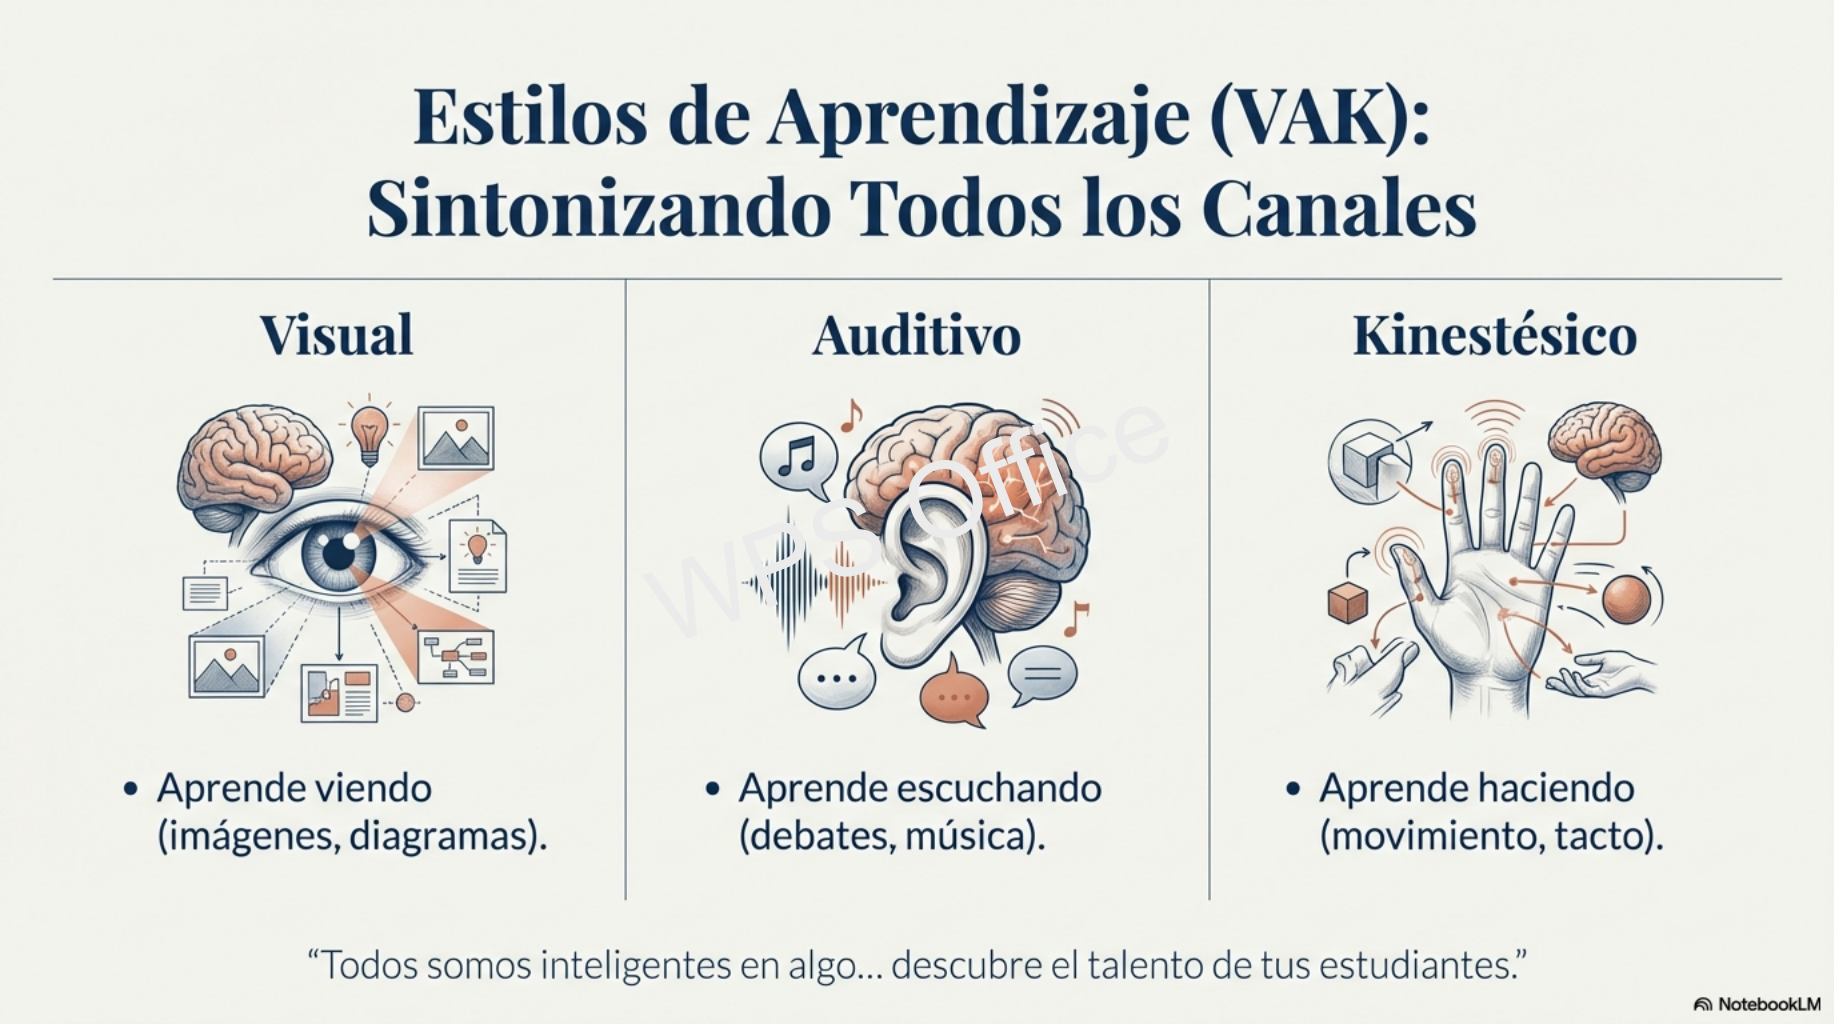 Estilos de Aprendizaje (VAK):
Sintonizando Todos los Canales
Visual
Auditivo
Kinestésico
WPS Office
• Aprende viendo
(imágenes, diagramas).
• Aprende escuchando
(debates, música).
• Aprende haciendo
(movimiento, tacto).
“Todos somos inteligentes en algo... descubre el talento de tus estudiantes.”
NotebookLM